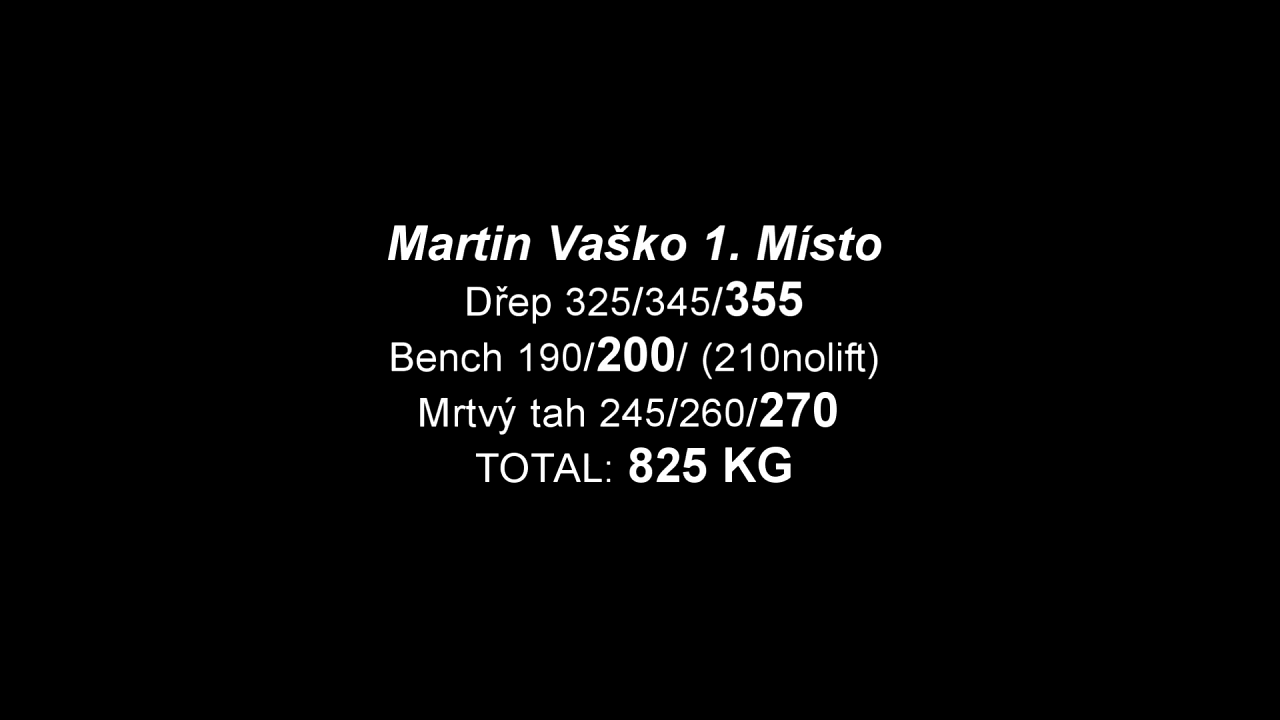 Martin Vaško 1. Místo
Dřep 325/345/355
Bench 190/200/ (210nolift)
Mrtvý tah 245/260/270
TOTAL: 825 KG